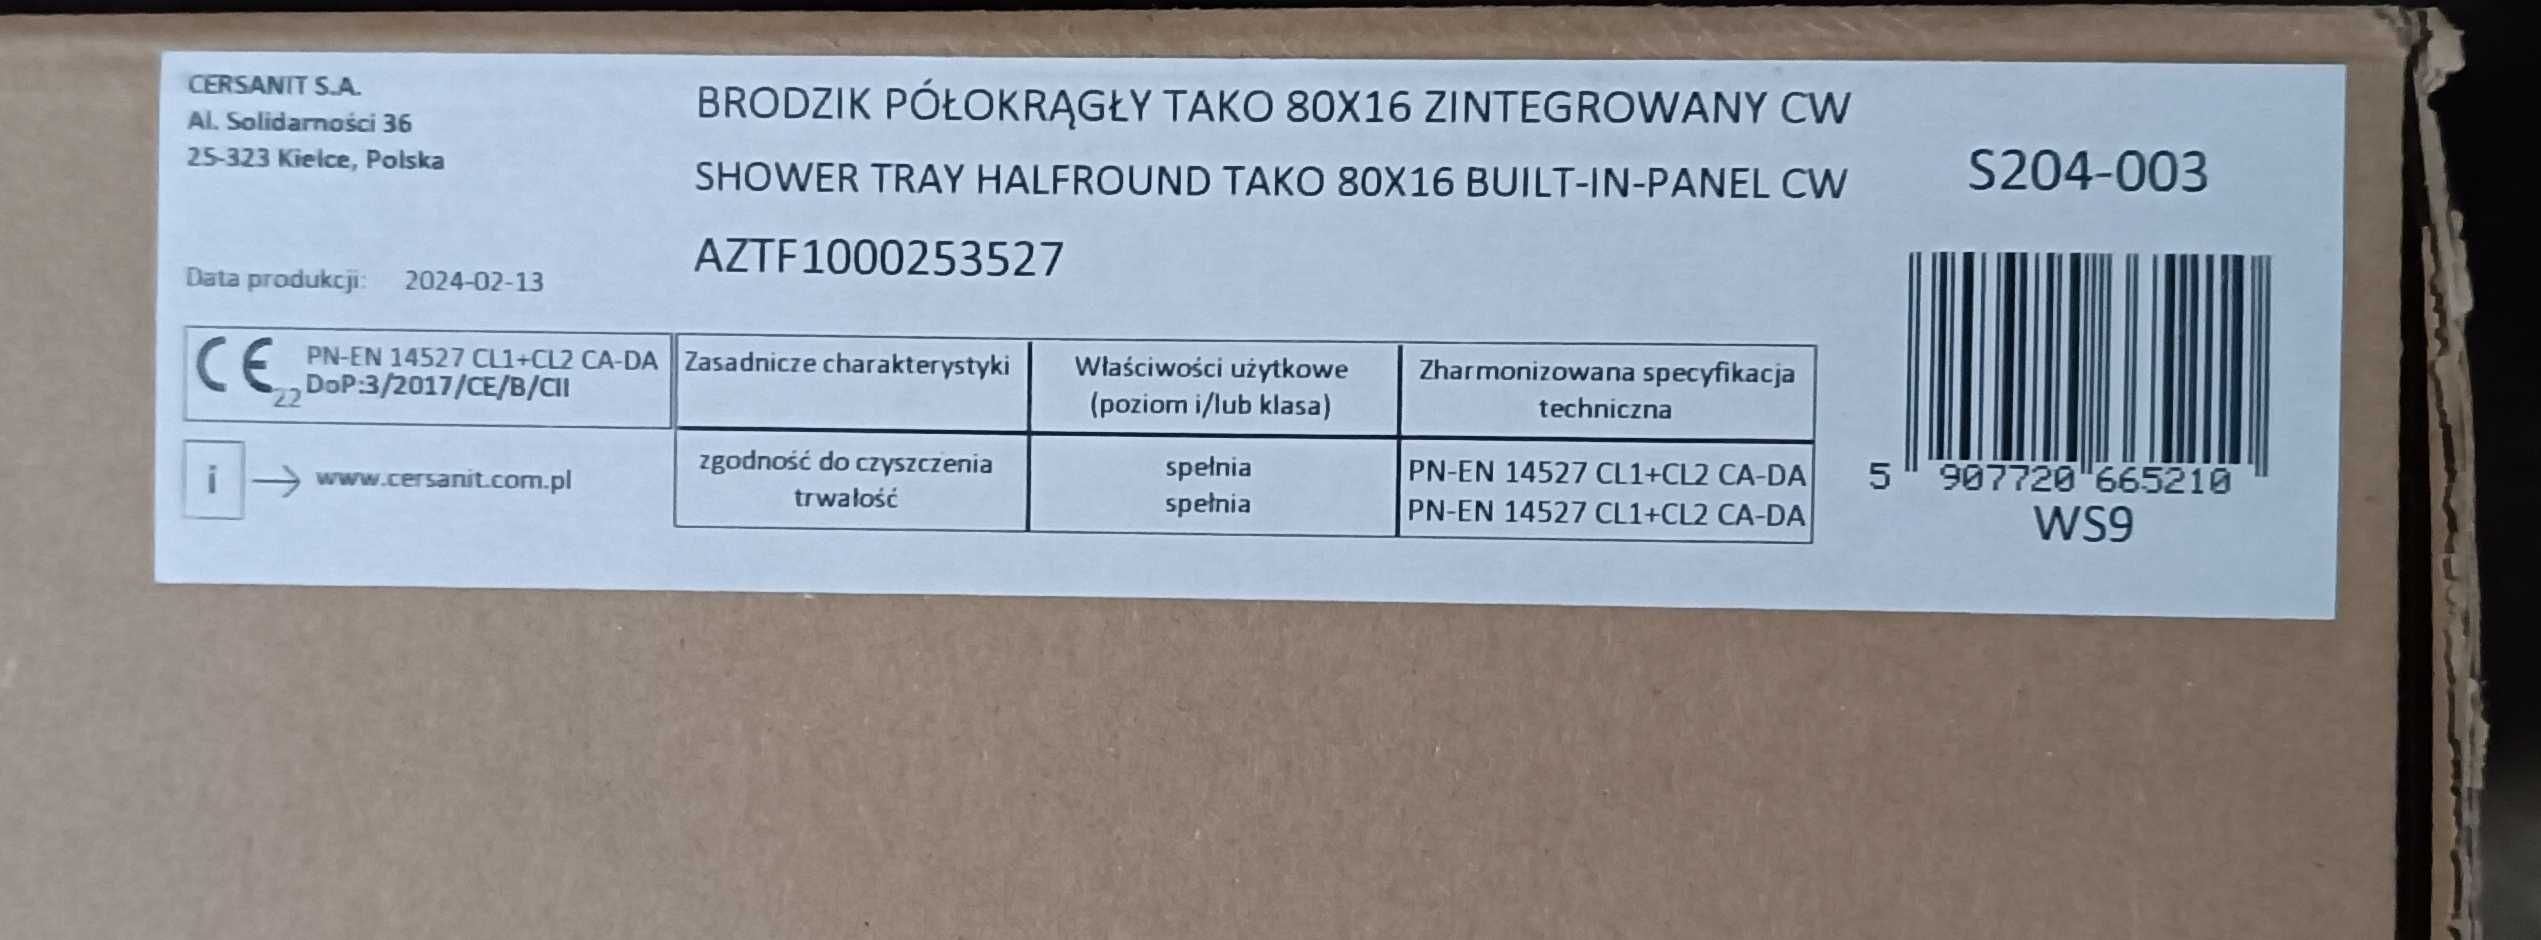 CERSANIT S.A.
Al. Solidarności 36
25-323 Kielce, Polska
Data produkcji: 2024-02-13
BRODZIK PÓŁOKRĄGŁY TAKO 80X16 ZINTEGROWANY CW
SHOWER TRAY HALFROUND TAKO 80X16 BUILT-IN-PANEL CW
AZTF1000253527
S204-003
CE 22
PN-EN 14527 CL1+CL2 CA-DA
DoP:3/2017/CE/B/CII
i → www.cersanit.com.pl
Zasadnicze charakterystyki
Właściwości użytkowe
(poziom i/lub klasa)
Zharmonizowana specyfikacja
techniczna
zgodność do czyszczenia spełnia PN-EN 14527 CL1+CL2 CA-DA
trwałość spełnia PN-EN 14527 CL1+CL2 CA-DA
5 907720 665210
WS9